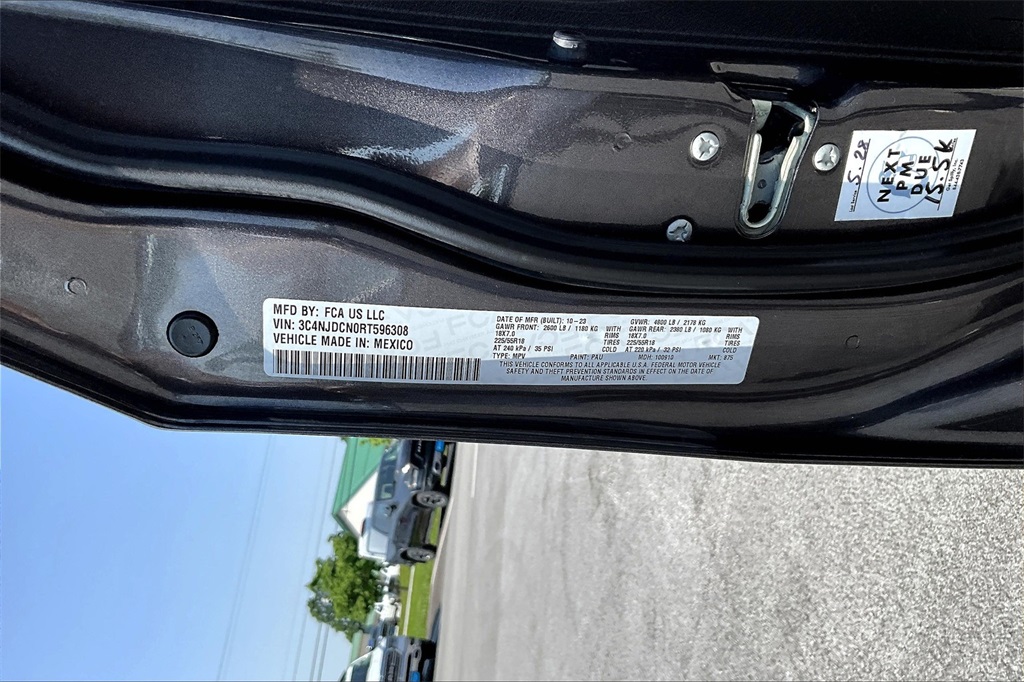 MFD BY: FCA US LLC
VIN: 3C4NJDCN0RT596308
VEHICLE MADE IN: MEXICO
DATE OF MFR (BUILT): 10-23 GVWR: 4800 LB / 2178 KG
GAWR FRONT: 2600 LB / 1180 KG WITH GAWR REAR: 2380 LB / 1080 KG WITH
18X7.0 RIMS 18X7.0 RIMS
225/55R18 TIRES 225/55R18 TIRES
AT 240 kPa / 35 PSI COLD AT 220 kPa / 32 PSI COLD
TYPE: MPV PAINT: PAU MDH: 100910 MKT: 875
THIS VEHICLE CONFORMS TO ALL APPLICABLE U.S.A. FEDERAL MOTOR VEHICLE
SAFETY AND THEFT PREVENTION STANDARDS IN EFFECT ON THE DATE OF
MANUFACTURE SHOWN ABOVE.
5.28
NEXT
PM
DUE
15.5K